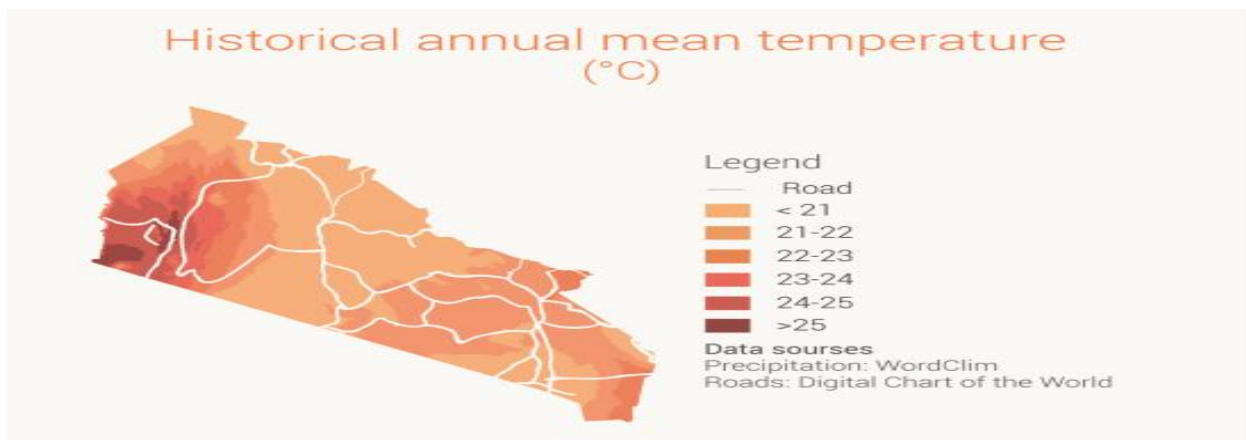 Historical annual mean temperature
(°C)
Legend
Road
< 21
21-22
22-23
23-24
24-25
>25
Data sourses
Precipitation: WordClim
Roads: Digital Chart of the World